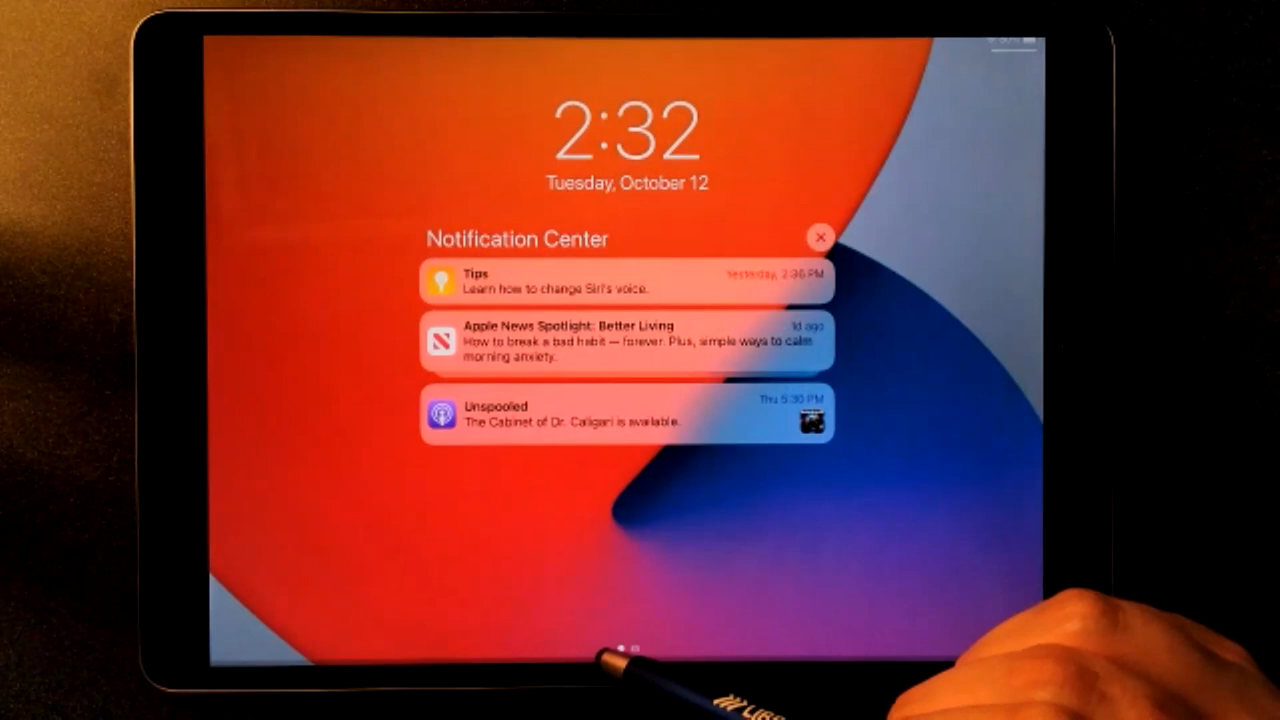 2:32
Tuesday, October 12
Notification Center
Tips
Yesterday, 2:36 PM
Learn how to change Siri's voice.
Apple News Spotlight: Better Living
1d ago
How to break a bad habit — forever. Plus, simple ways to calm
morning anxiety.
Unspooled
Thu 5:30 PM
The Cabinet of Dr. Caligari is available.